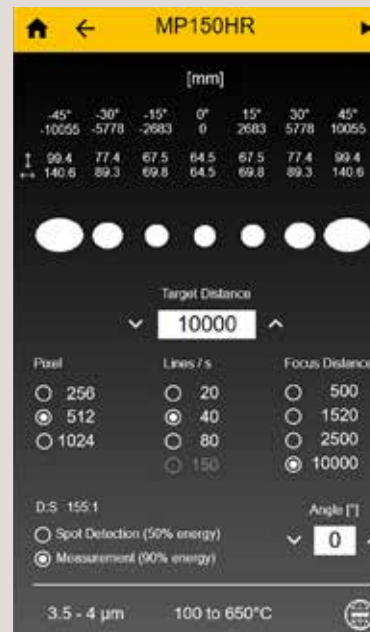 MP150HR
[mm]
-45° -30° -15° 0° 15° 30° 45°
-10055 -5778 -2683 0 2683 5778 10055
99.4 77.4 67.5 64.5 67.5 77.4 99.4
140.6 89.3 69.8 64.5 69.8 89.3 140.6
Target Distance
10000
Pixel Lines / s Focus Distance
256 20 500
512 40 1520
1024 80 2500
150 10000
D:S 155:1 Angle [°]
Spot Detection (50% energy)
0
Measurement (90% energy)
3.5 - 4 µm 100 to 650°C